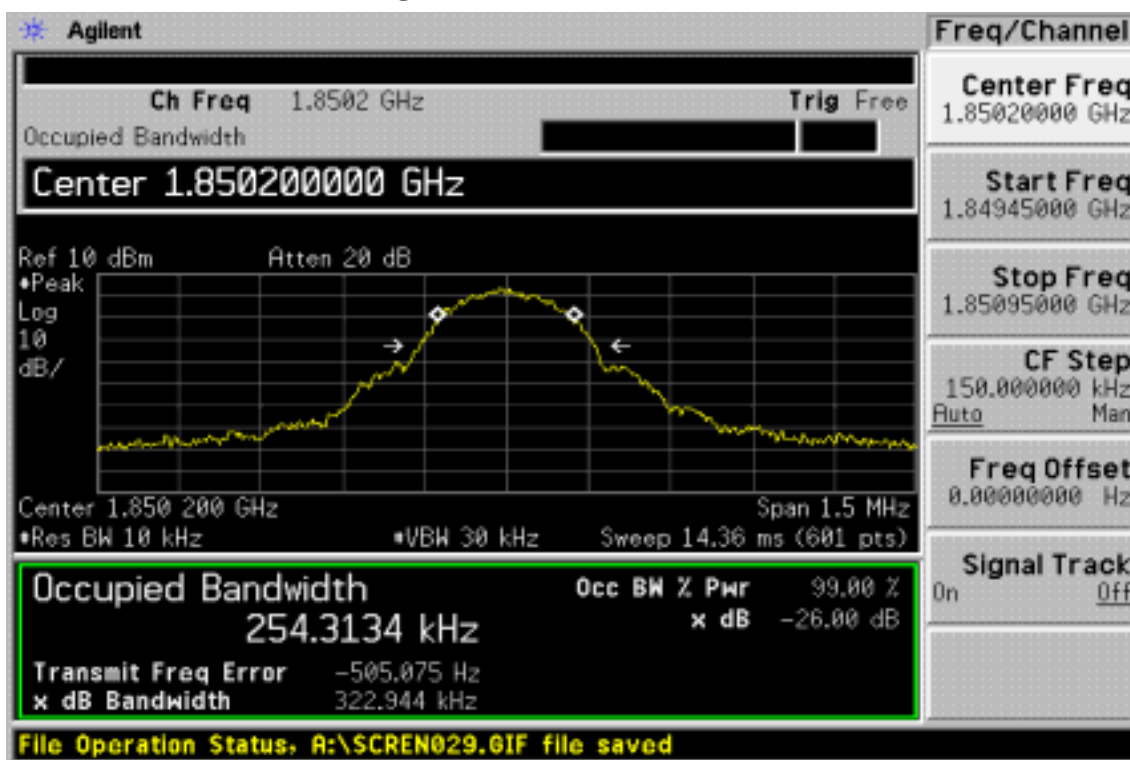 Agilent
Freq/Channel
Ch Freq 1.8502 GHz Trig Free
Occupied Bandwidth
Center 1.850200000 GHz
Ref 10 dBm Atten 20 dB
•Peak
Log
10
dB/
Center 1.850 200 GHz Span 1.5 MHz
•Res BW 10 kHz •VBW 30 kHz Sweep 14.36 ms (601 pts)
Occupied Bandwidth Occ BW % Pwr 99.00 %
254.3134 kHz x dB -26.00 dB
Transmit Freq Error -505.075 Hz
x dB Bandwidth 322.944 kHz
File Operation Status, A:\SCREN029.GIF file saved
Center Freq
1.85020000 GHz
Start Freq
1.84945000 GHz
Stop Freq
1.85095000 GHz
CF Step
150.000000 kHz
Auto Man
Freq Offset
0.00000000 Hz
Signal Track
On Off